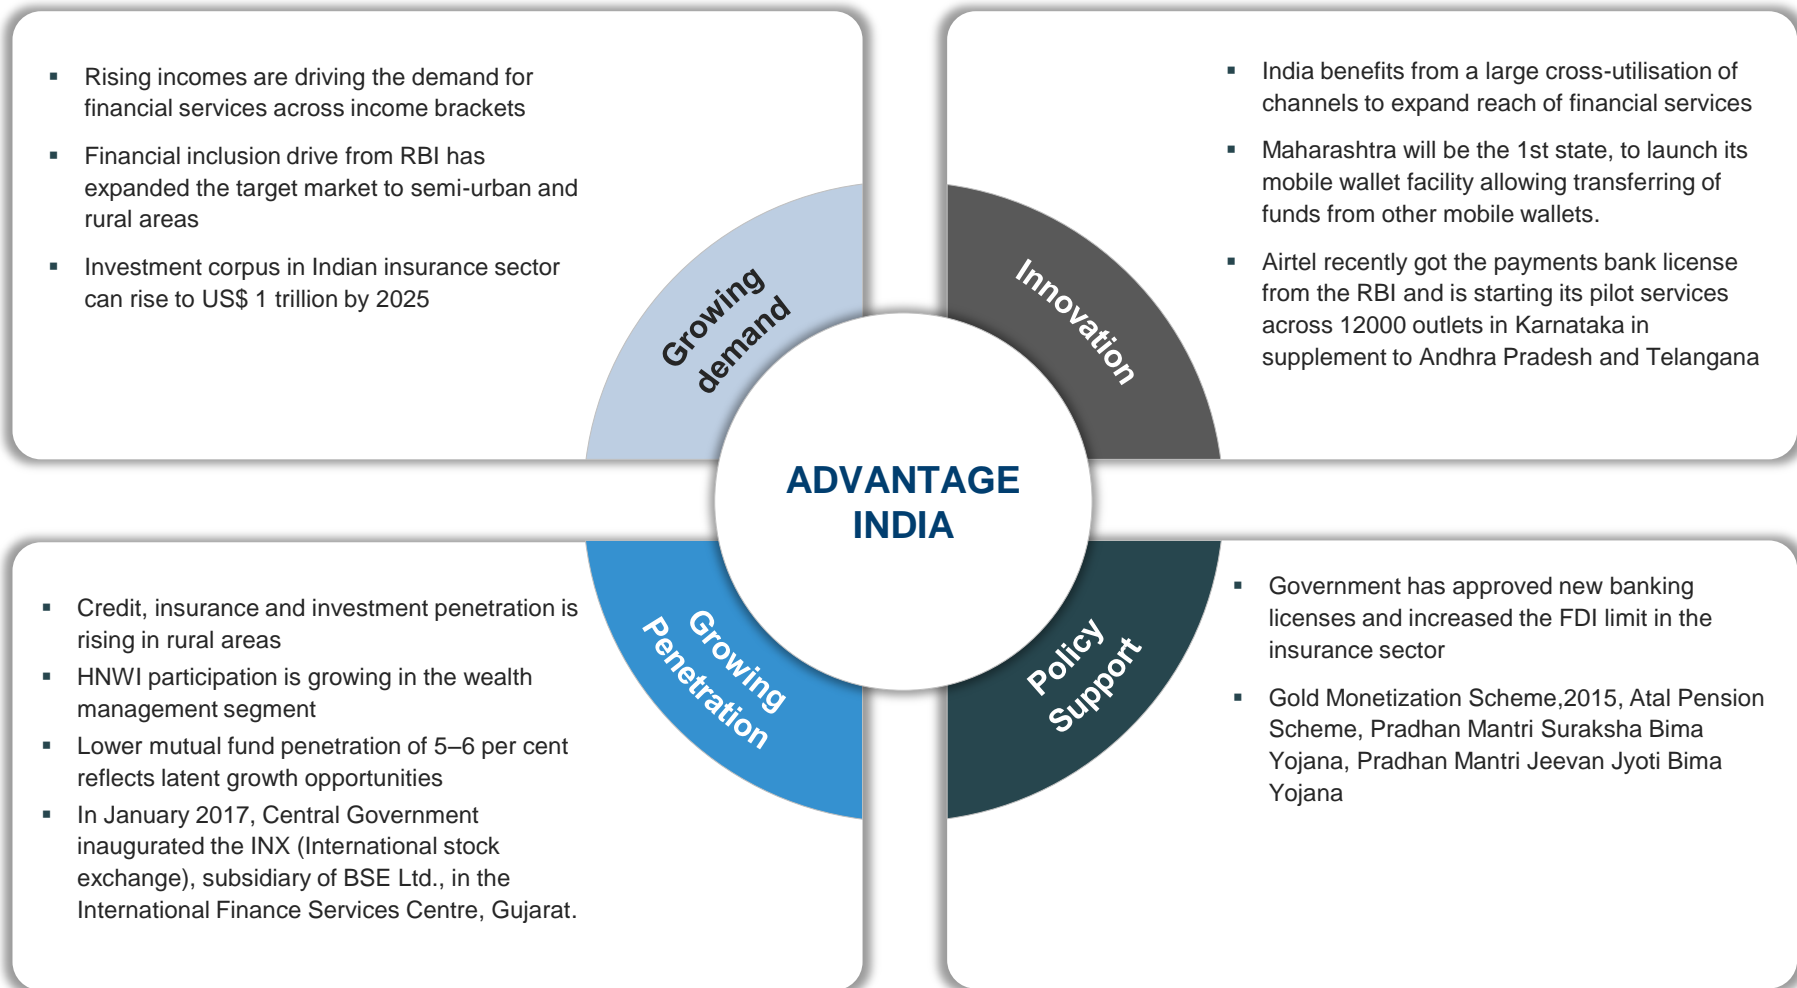 Rising incomes are driving the demand for
financial services across income brackets
Financial inclusion drive from RBI has
expanded the target market to semi-urban and
rural areas
Investment corpus in Indian insurance sector
can rise to US$ 1 trillion by 2025
Growing
demand
India benefits from a large cross-utilisation of
channels to expand reach of financial services
Maharashtra will be the 1st state, to launch its
mobile wallet facility allowing transferring of
funds from other mobile wallets.
Airtel recently got the payments bank license
from the RBI and is starting its pilot services
across 12000 outlets in Karnataka in
supplement to Andhra Pradesh and Telangana
Innovation
ADVANTAGE
INDIA
Credit, insurance and investment penetration is
rising in rural areas
HNWI participation is growing in the wealth
management segment
Lower mutual fund penetration of 5–6 per cent
reflects latent growth opportunities
In January 2017, Central Government
inaugurated the INX (International stock
exchange), subsidiary of BSE Ltd., in the
International Finance Services Centre, Gujarat.
Growing
Penetration
Policy
Support
Government has approved new banking
licenses and increased the FDI limit in the
insurance sector
Gold Monetization Scheme,2015, Atal Pension
Scheme, Pradhan Mantri Suraksha Bima
Yojana, Pradhan Mantri Jeevan Jyoti Bima
Yojana